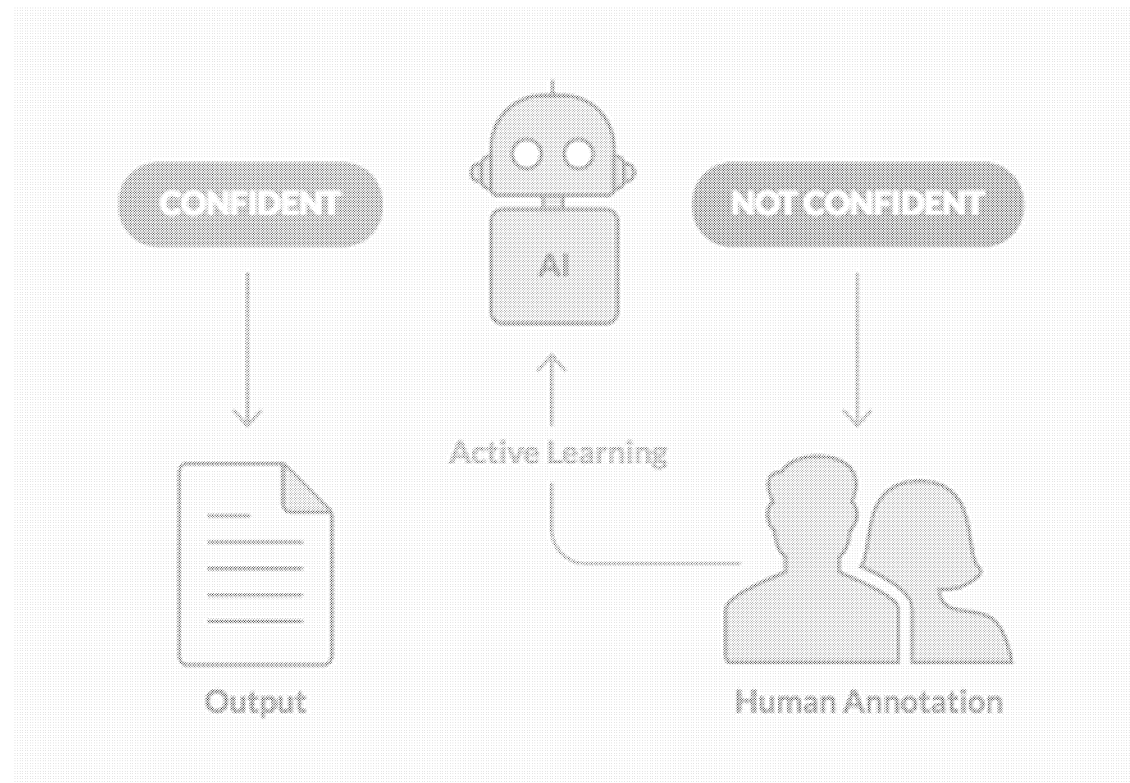 CONFIDENT
NOT CONFIDENT
AI
Active Learning
Output
Human Annotation